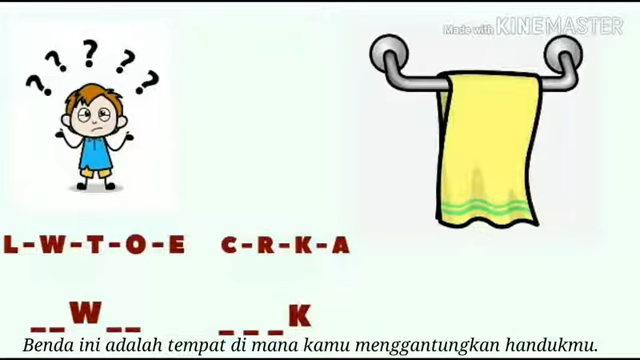 Made with KINEMASTER
? ? ? ? ?
L-W-T-O-E C-R-K-A
__W__ ___K
Benda ini adalah tempat di mana kamu menggantungkan handukmu.